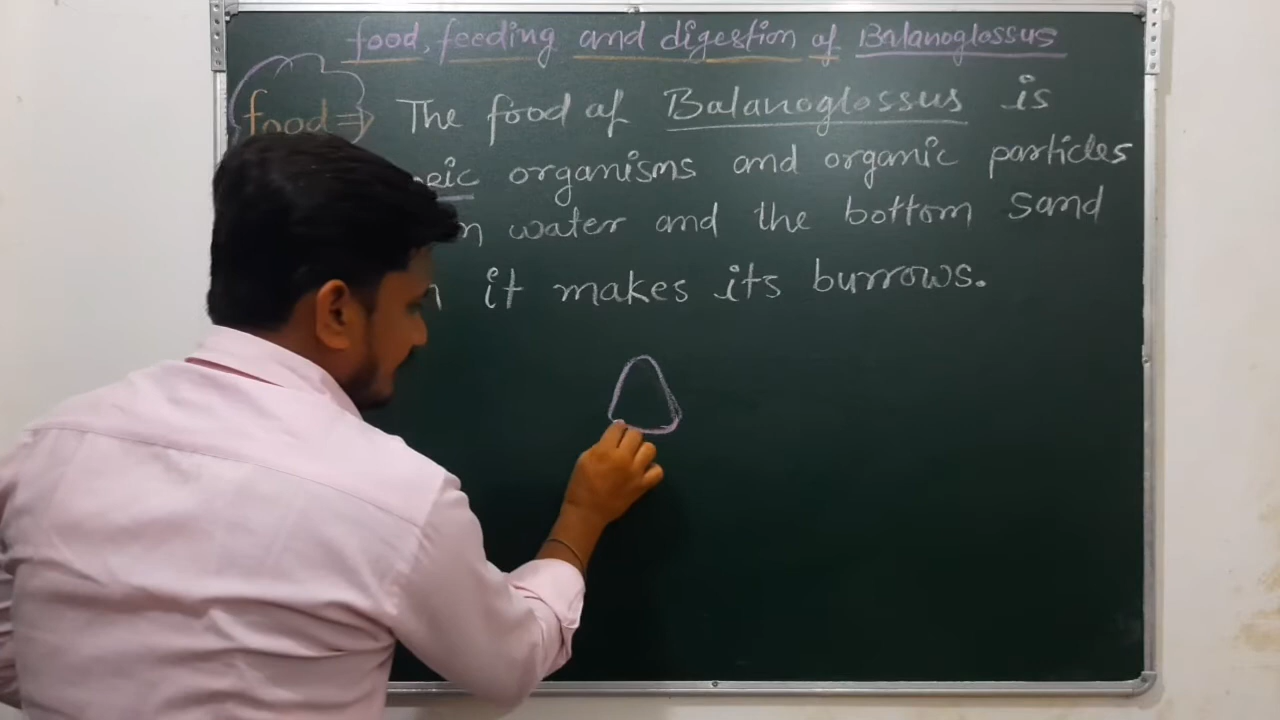 food, feeding and digestion of Balanoglossus
food ⇒ The food of Balanoglossus is
organisms and organic particles
water and the bottom sand
it makes its burrows.